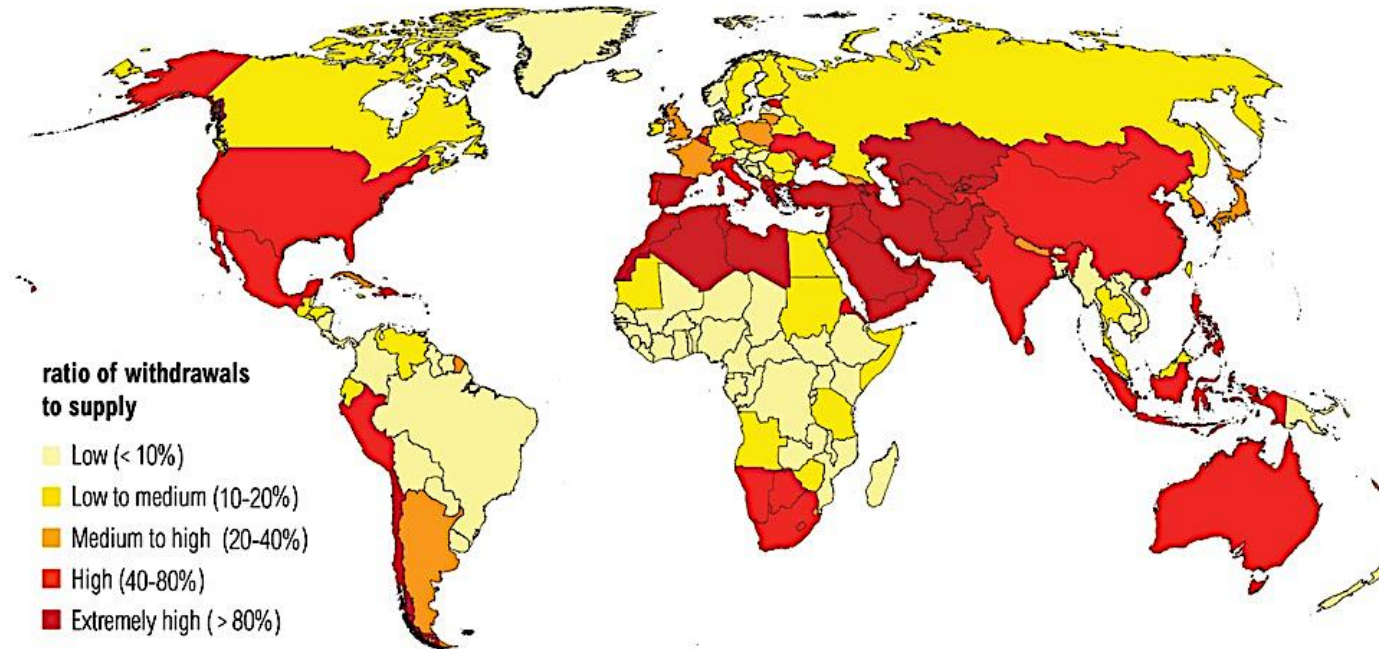 ratio of withdrawals
to supply
Low (< 10%)
Low to medium (10-20%)
Medium to high (20-40%)
High (40-80%)
Extremely high (> 80%)